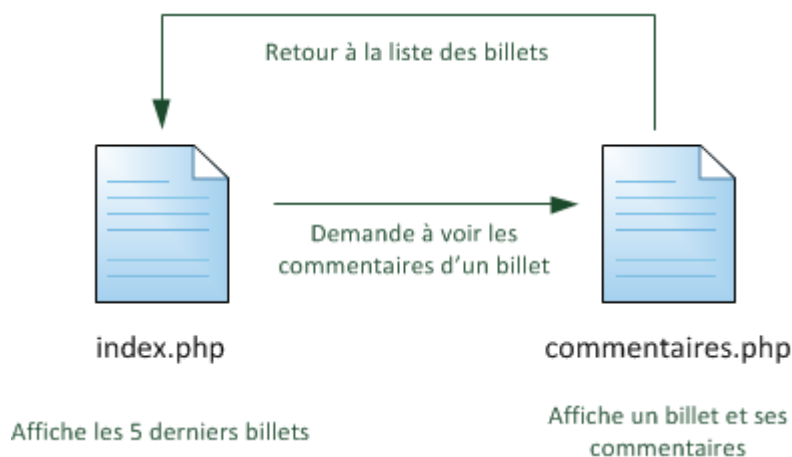 Retour à la liste des billets
Demande à voir les
commentaires d'un billet
index.php
commentaires.php
Affiche les 5 derniers billets
Affiche un billet et ses
commentaires